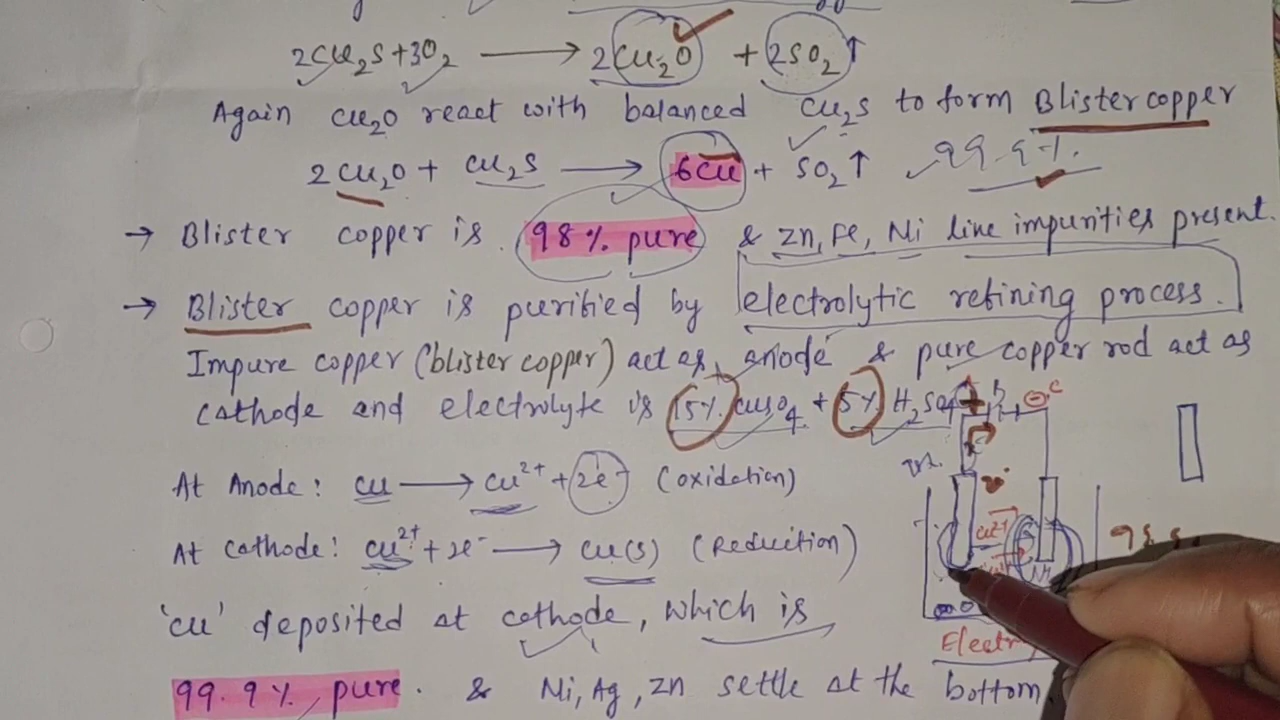 2Cu₂S+3O₂ ⟶ 2Cu₂O + 2SO₂↑
Again Cu₂O react with balanced Cu₂S to form Blister copper
2Cu₂O + Cu₂S ⟶ 6Cu + SO₂↑ 99.9%.
→ Blister copper is 98% pure & Zn, Fe, Ni line impurities present.
→ Blister copper is purified by electrolytic refining process.
Impure copper (blister copper) act as anode & pure copper rod act as
cathode and electrolyte is 15% CuSO₄ + 5% H₂SO₄
At Anode: Cu ⟶ Cu²⁺ + 2e⁻ (oxidation)
At cathode: Cu²⁺ + 2e⁻ ⟶ Cu(s) (Reduction)
'Cu' deposited at cathode, which is
99.9% pure. & Ni, Ag, Zn settle at the bottom
C
Cu²⁺